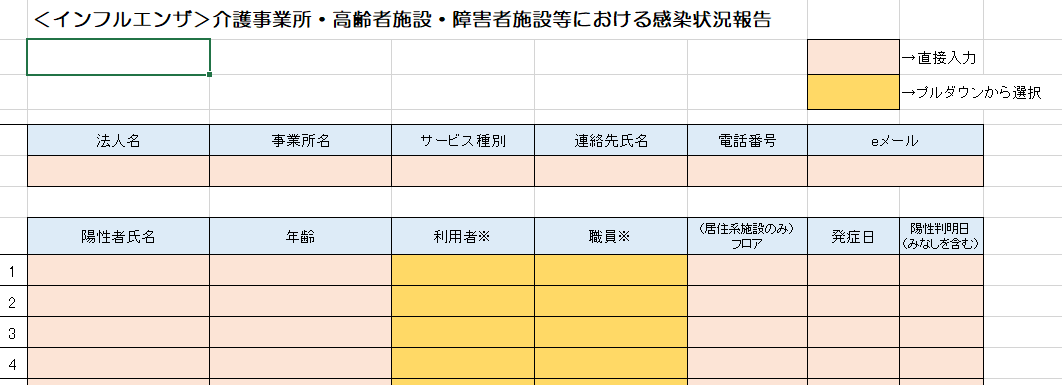 ＜インフルエンザ＞介護事業所・高齢者施設・障害者施設等における感染状況報告
→直接入力
→プルダウンから選択
法人名 事業所名 サービス種別 連絡先氏名 電話番号 eメール
陽性者氏名 年齢 利用者※ 職員※ （居住系施設のみ） フロア 発症日 陽性判明日 （みなしを含む）
1
2
3
4